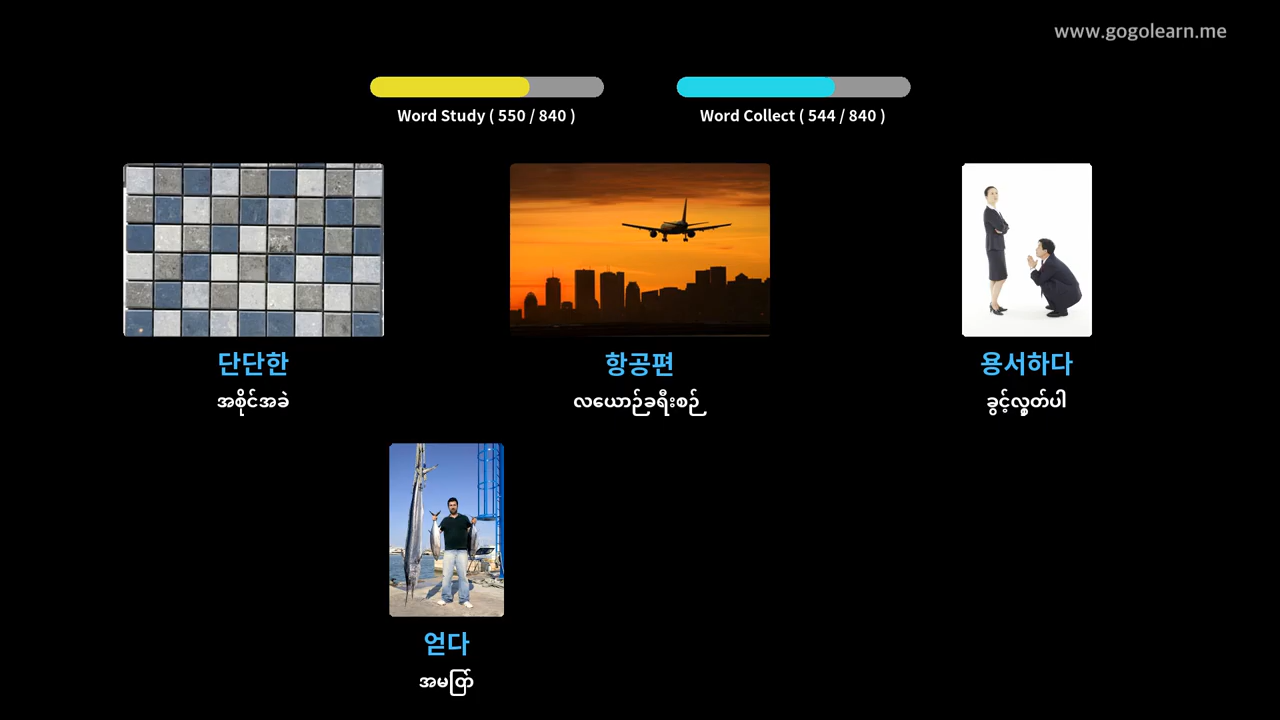 www.gogolearn.me
Word Study ( 550 / 840 )
Word Collect ( 544 / 840 )
단단한
항공편
용서하다
အစိုင်အခဲ
လယောဉ်ခရီးစဉ်
ခွင့်လွှတ်ပါ
얻다
အမတြာ်